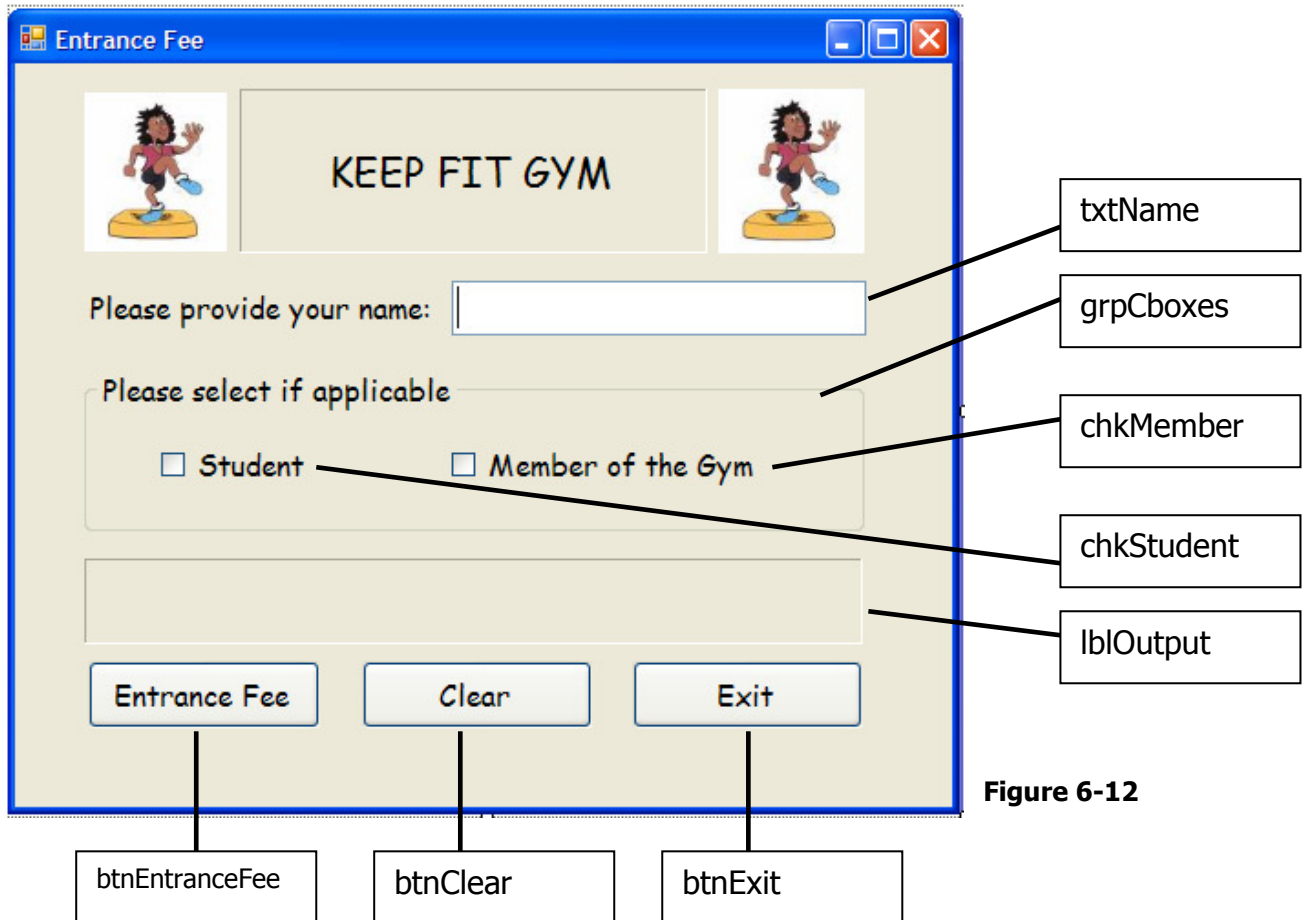 Entrance Fee
KEEP FIT GYM
txtName
Please provide your name:
grpCboxes
Please select if applicable
chkMember
Student
Member of the Gym
chkStudent
lblOutput
Entrance Fee
Clear
Exit
Figure 6-12
btnEntranceFee
btnClear
btnExit